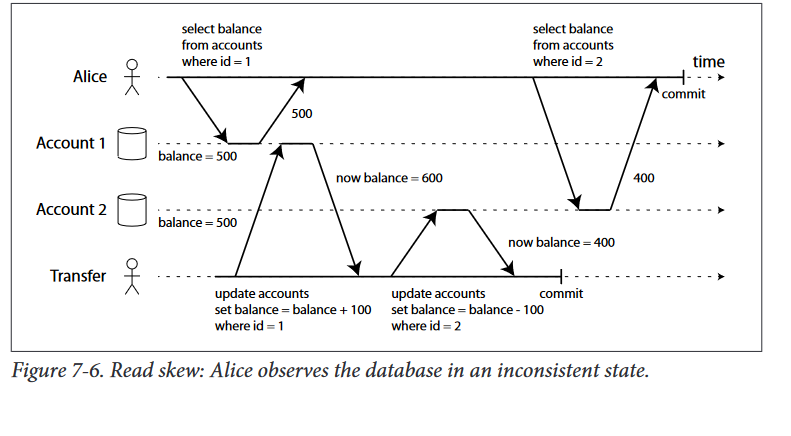 select balance
from accounts
where id = 1
select balance
from accounts
where id = 2
time
Alice
commit
500
Account 1
balance = 500
now balance = 600
400
Account 2
balance = 500
now balance = 400
Transfer
update accounts
set balance = balance + 100
where id = 1
update accounts
set balance = balance - 100
where id = 2
commit
Figure 7-6. Read skew: Alice observes the database in an inconsistent state.